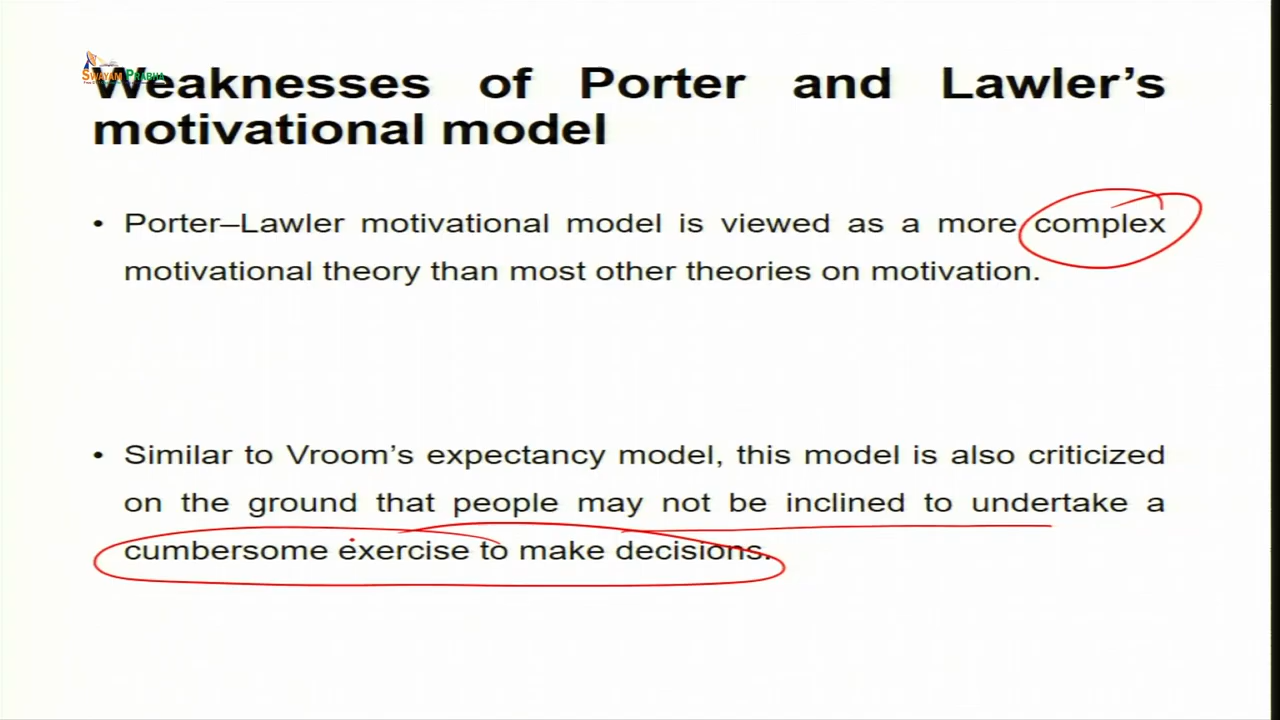 SWAYAM PRABHA
Weaknesses of Porter and Lawler's
motivational model
• Porter–Lawler motivational model is viewed as a more complex
motivational theory than most other theories on motivation.
• Similar to Vroom's expectancy model, this model is also criticized
on the ground that people may not be inclined to undertake a
cumbersome exercise to make decisions.